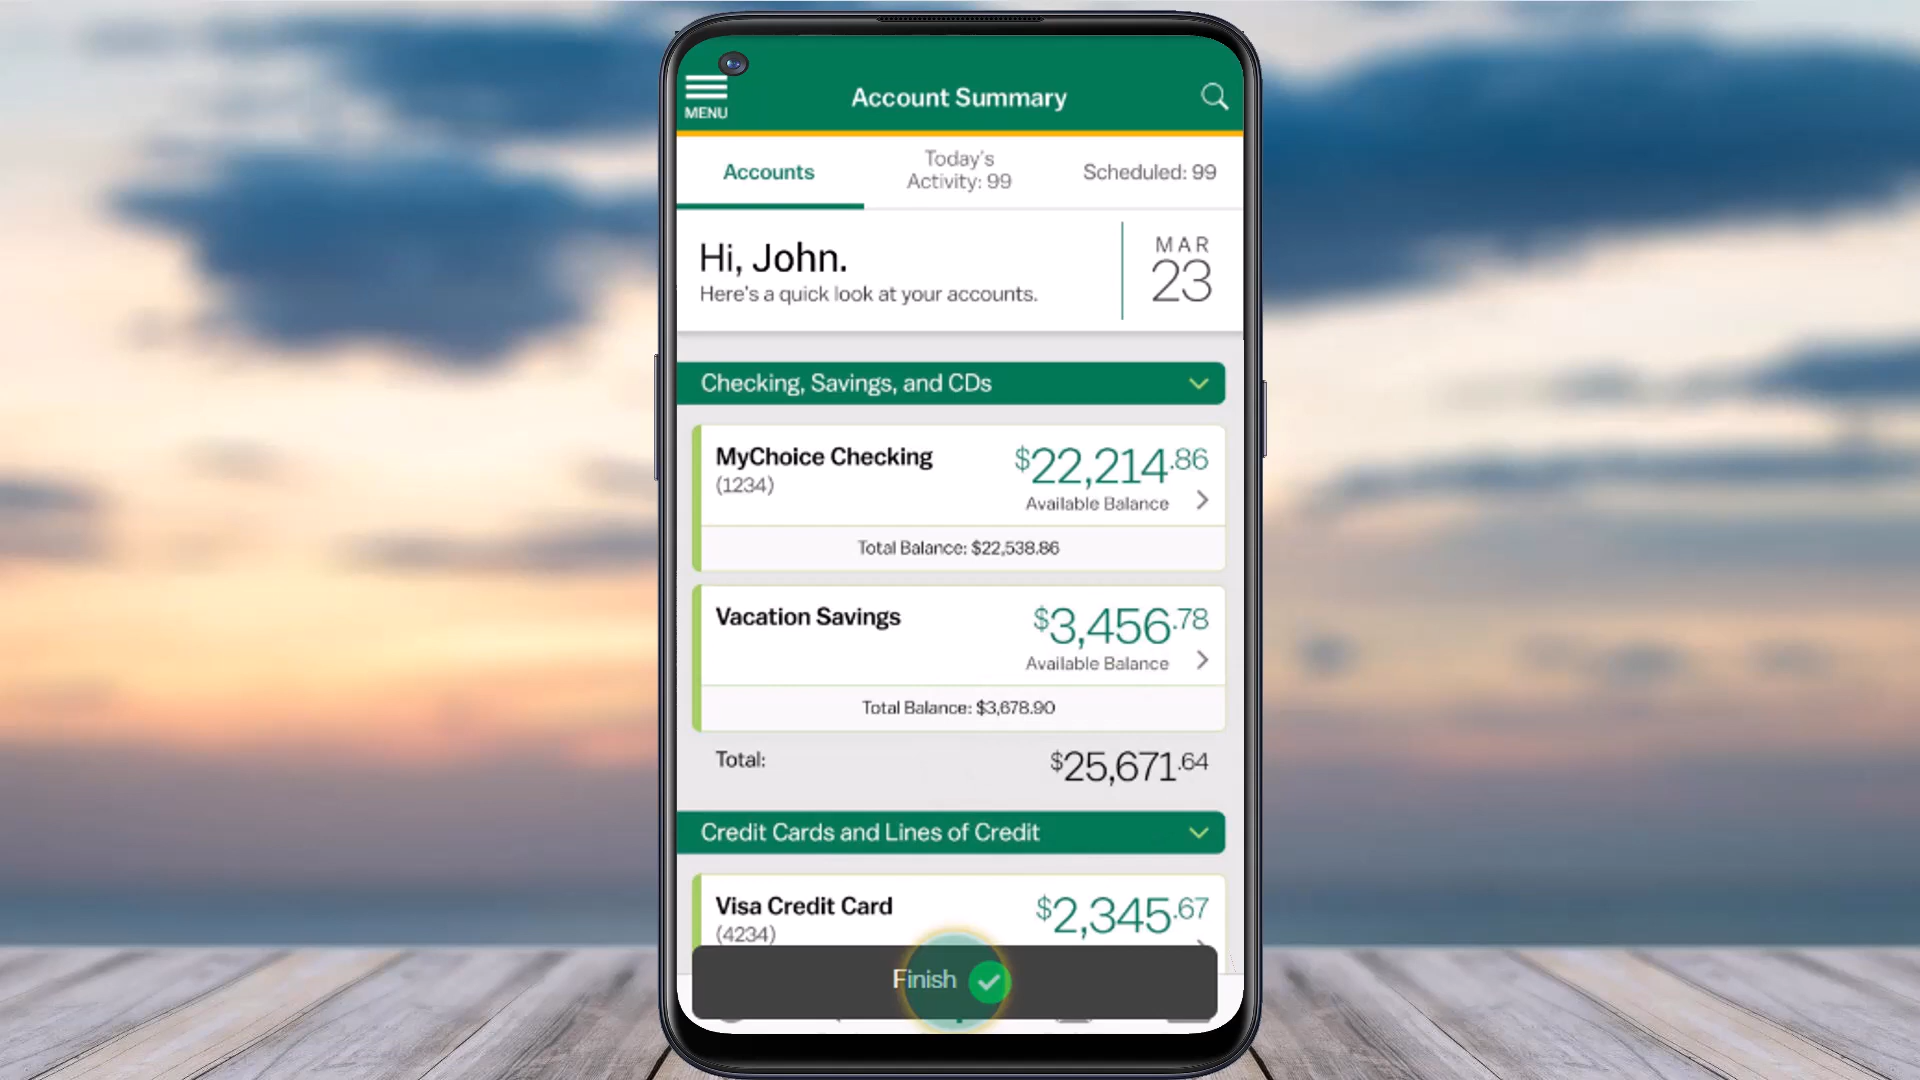 MENU
Account Summary
Accounts
Today's
Activity: 99
Scheduled: 99
Hi, John.
Here's a quick look at your accounts.
MAR
23
Checking, Savings, and CDs
MyChoice Checking
$22,214.86
(1234)
Available Balance
Total Balance: $22,538.86
Vacation Savings
$3,456.78
Available Balance
Total Balance: $3,678.90
Total:
$25,671.64
Credit Cards and Lines of Credit
Visa Credit Card
$2,345.67
(4234)
Finish